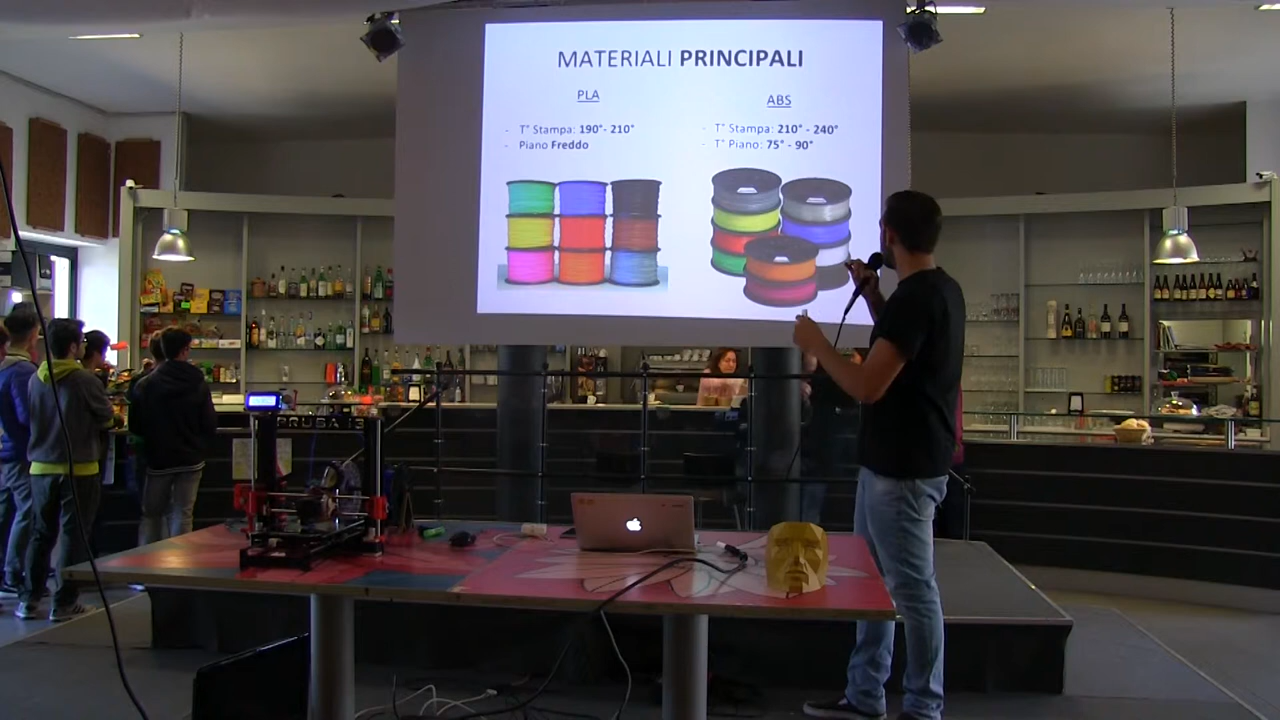 MATERIALI PRINCIPALI
PLA
- T° Stampa: 190°- 210°
- Piano Freddo
ABS
- T° Stampa: 210° - 240°
- T° Piano: 75° - 90°
PRUSA i3